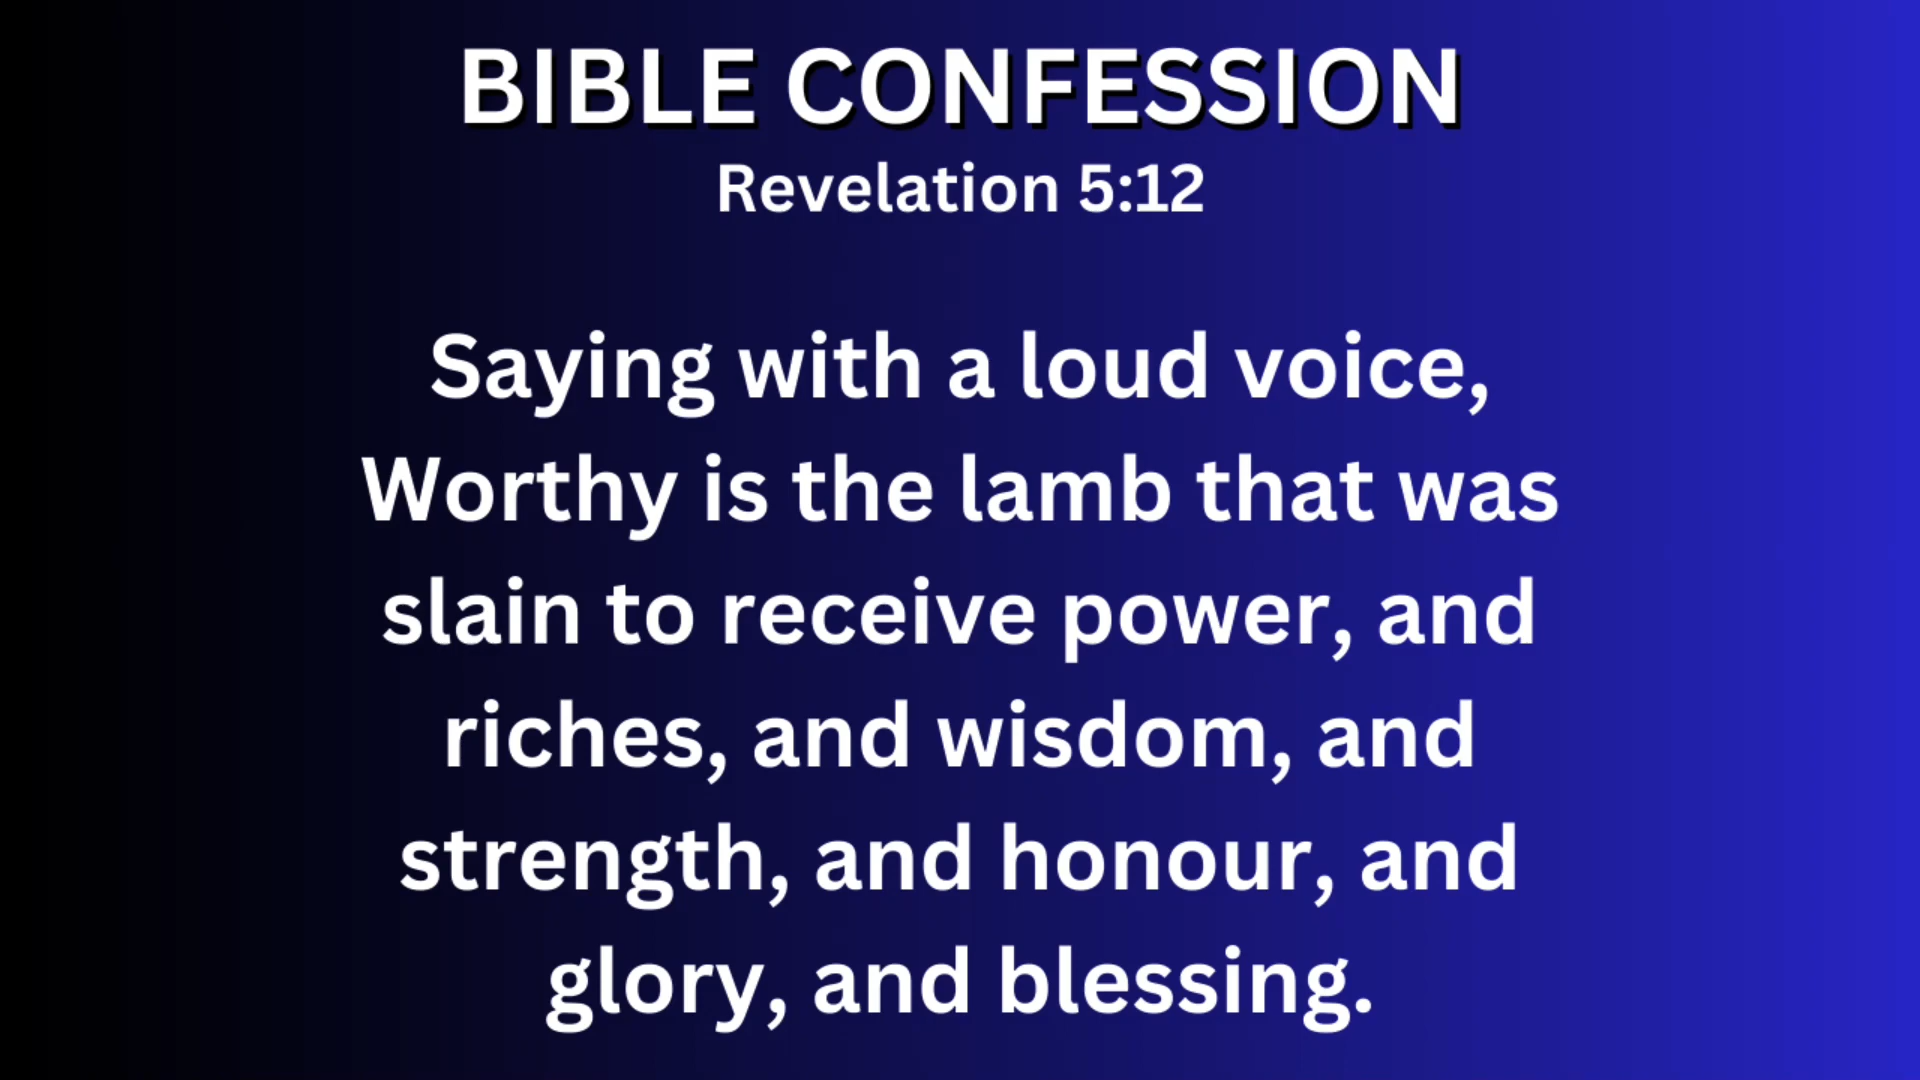 BIBLE CONFESSION
Revelation 5:12
Saying with a loud voice,
Worthy is the lamb that was
slain to receive power, and
riches, and wisdom, and
strength, and honour, and
glory, and blessing.